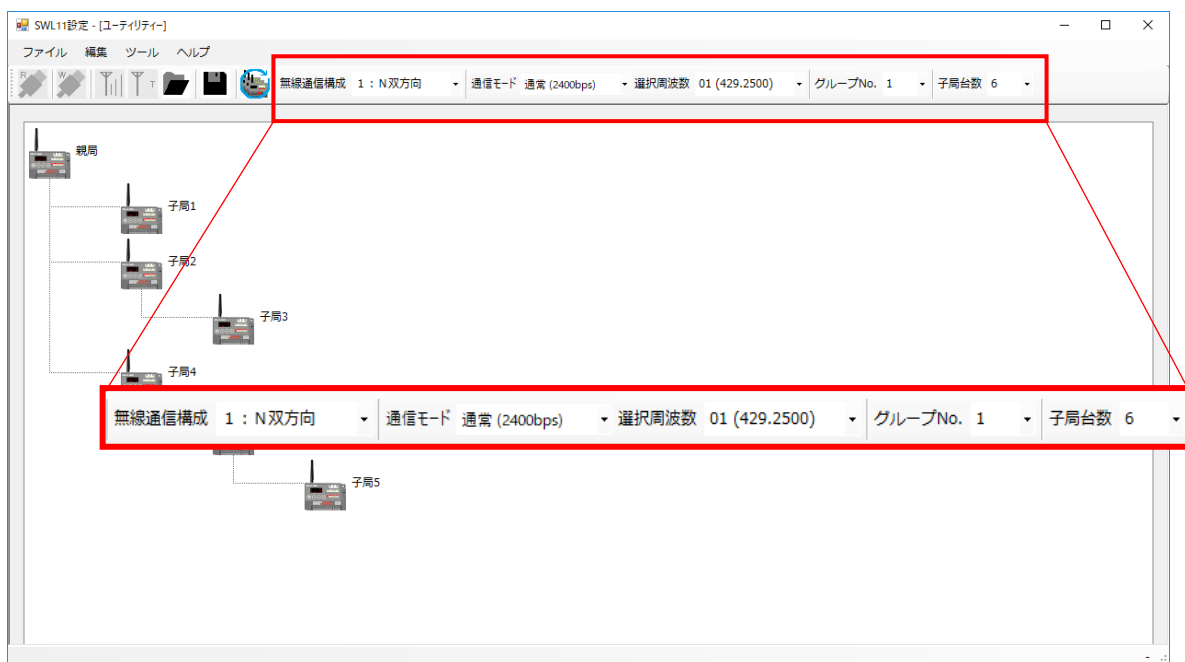 SWL11設定 - [ユーティリティー]
ファイル 編集 ツール ヘルプ
R W T 無線通信構成 1：N双方向 通信モード 通常 (2400bps) 選択周波数 01 (429.2500) グループNo. 1 子局台数 6
親局
子局1
子局2
子局3
子局4
無線通信構成 1：N双方向 通信モード 通常 (2400bps) 選択周波数 01 (429.2500) グループNo. 1 子局台数 6
子局5